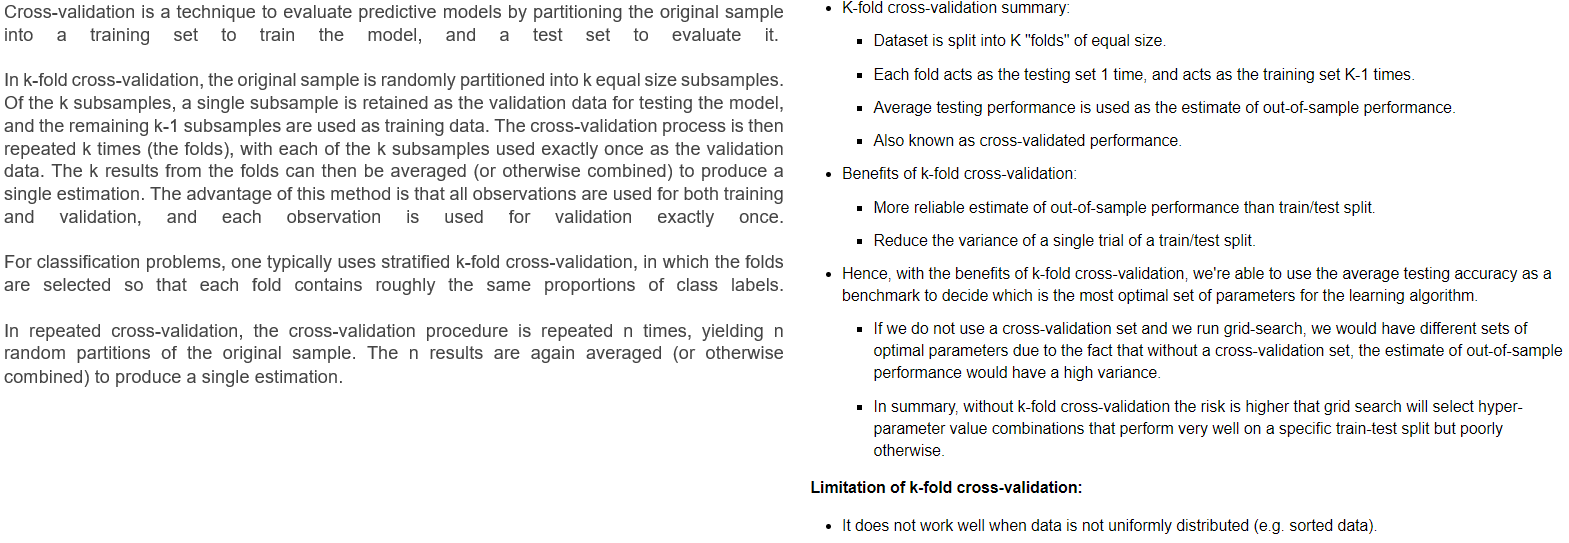 Cross-validation is a technique to evaluate predictive models by partitioning the original sample
into a training set to train the model, and a test set to evaluate it.
In k-fold cross-validation, the original sample is randomly partitioned into k equal size subsamples.
Of the k subsamples, a single subsample is retained as the validation data for testing the model,
and the remaining k-1 subsamples are used as training data. The cross-validation process is then
repeated k times (the folds), with each of the k subsamples used exactly once as the validation
data. The k results from the folds can then be averaged (or otherwise combined) to produce a
single estimation. The advantage of this method is that all observations are used for both training
and validation, and each observation is used for validation exactly once.
For classification problems, one typically uses stratified k-fold cross-validation, in which the folds
are selected so that each fold contains roughly the same proportions of class labels.
In repeated cross-validation, the cross-validation procedure is repeated n times, yielding n
random partitions of the original sample. The n results are again averaged (or otherwise
combined) to produce a single estimation.
• K-fold cross-validation summary:
▪ Dataset is split into K "folds" of equal size.
▪ Each fold acts as the testing set 1 time, and acts as the training set K-1 times.
▪ Average testing performance is used as the estimate of out-of-sample performance.
▪ Also known as cross-validated performance.
• Benefits of k-fold cross-validation:
▪ More reliable estimate of out-of-sample performance than train/test split.
▪ Reduce the variance of a single trial of a train/test split.
• Hence, with the benefits of k-fold cross-validation, we're able to use the average testing accuracy as a
benchmark to decide which is the most optimal set of parameters for the learning algorithm.
▪ If we do not use a cross-validation set and we run grid-search, we would have different sets of
optimal parameters due to the fact that without a cross-validation set, the estimate of out-of-sample
performance would have a high variance.
▪ In summary, without k-fold cross-validation the risk is higher that grid search will select hyper-
parameter value combinations that perform very well on a specific train-test split but poorly
otherwise.
Limitation of k-fold cross-validation:
• It does not work well when data is not uniformly distributed (e.g. sorted data).